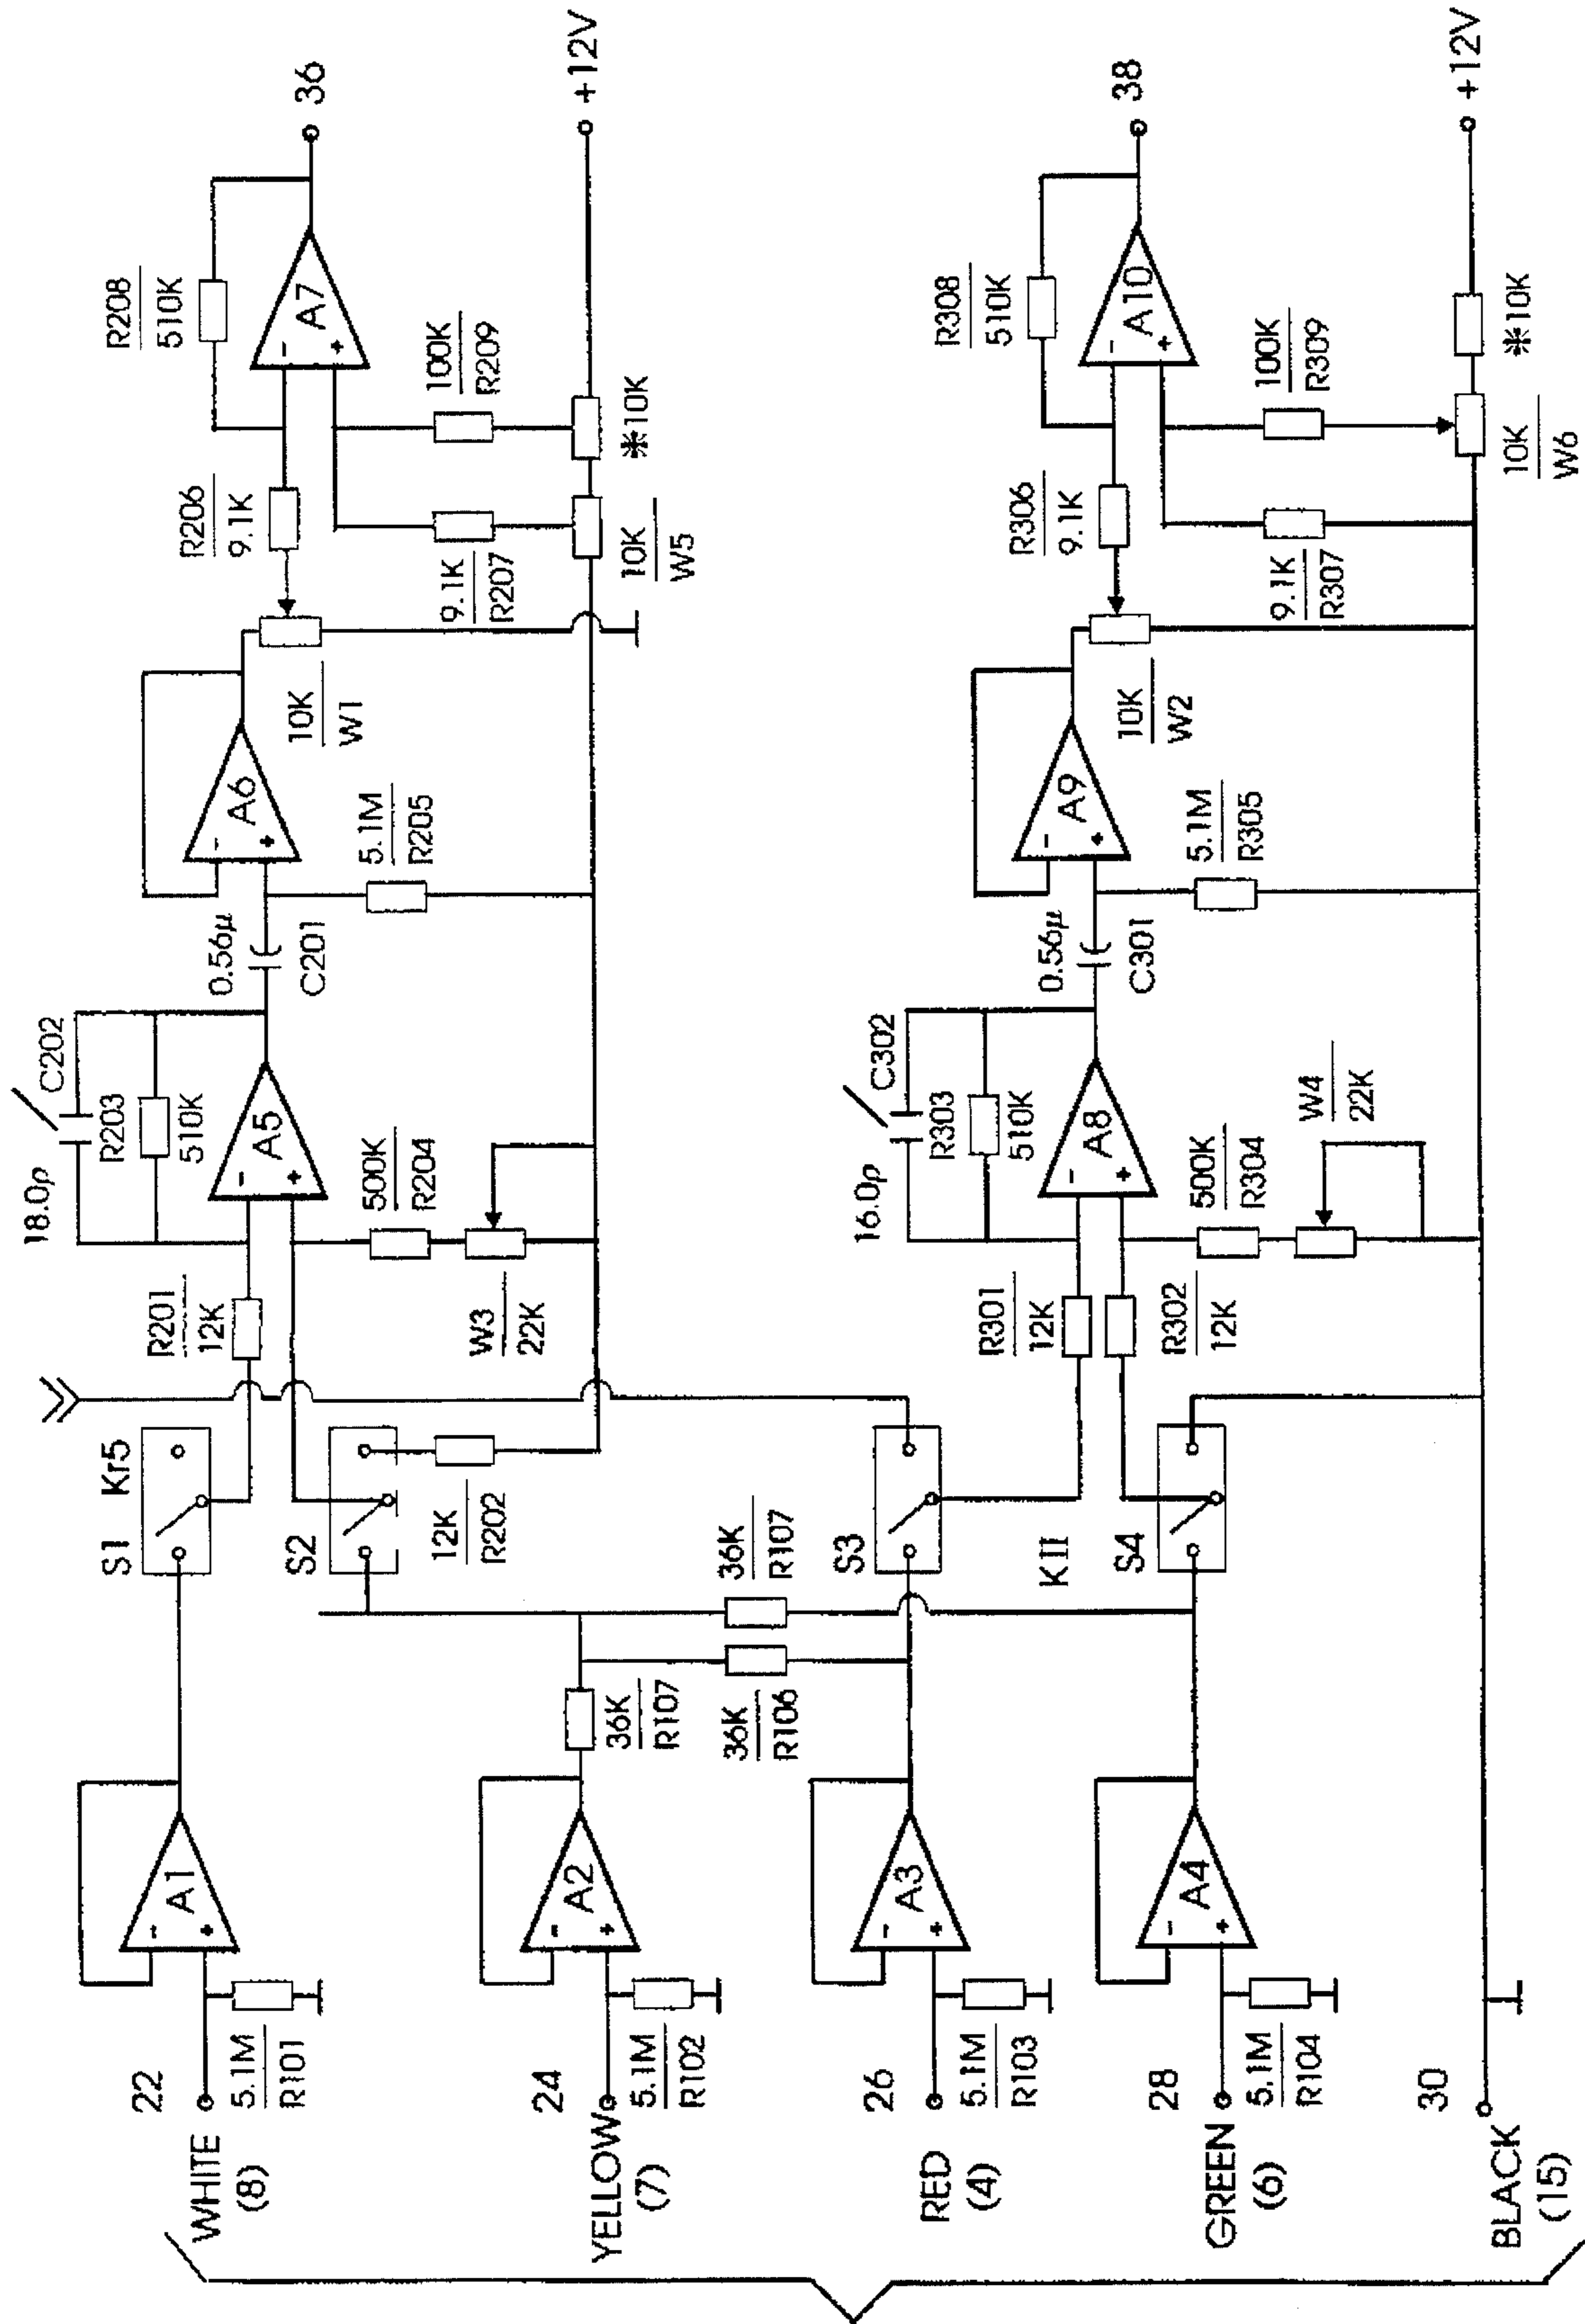 WHITE
(8)
22
5.1M
R101
-
+
A1
YELLOW
(7)
24
5.1M
R102
-
+
A2
RED
(4)
26
5.1M
R103
-
+
A3
GREEN
(6)
28
5.1M
R104
-
+
A4
BLACK
(15)
30
36K
R107
36K
R106
36K
R107
S1
Kr5
S2
12K
R202
S3
KII
S4
R201
12K
18.0p
C202
R203
510K
-
+
A5
500K
R204
W3
22K
0.56μ
C201
-
+
A6
5.1M
R205
10K
W1
R206
9.1K
9.1K
R207
R208
510K
-
+
A7
100K
R209
10K
W5
※10K
36
+12V
R301
12K
R302
12K
16.0p
C302
R303
510K
-
+
A8
500K
R304
W4
22K
0.56μ
C301
-
+
A9
5.1M
R305
10K
W2
R306
9.1K
9.1K
R307
R308
510K
-
+
A10
100K
R309
10K
W6
※10K
38
+12V